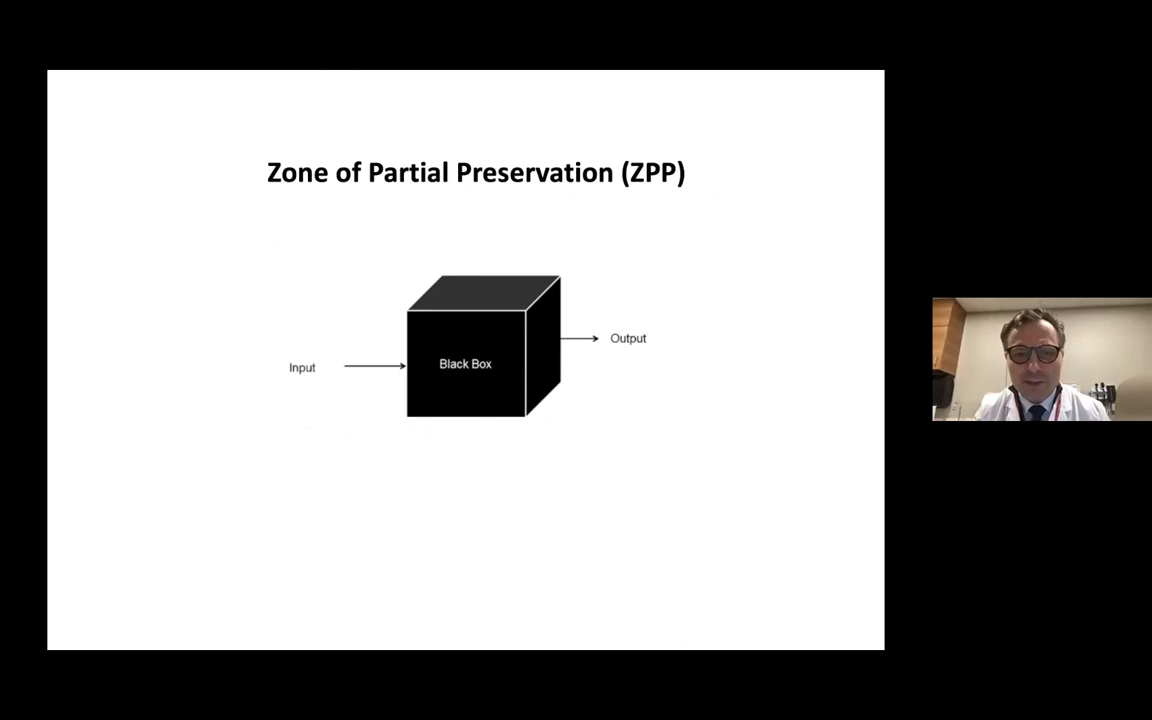 Zone of Partial Preservation (ZPP)
Input
Black Box
Output